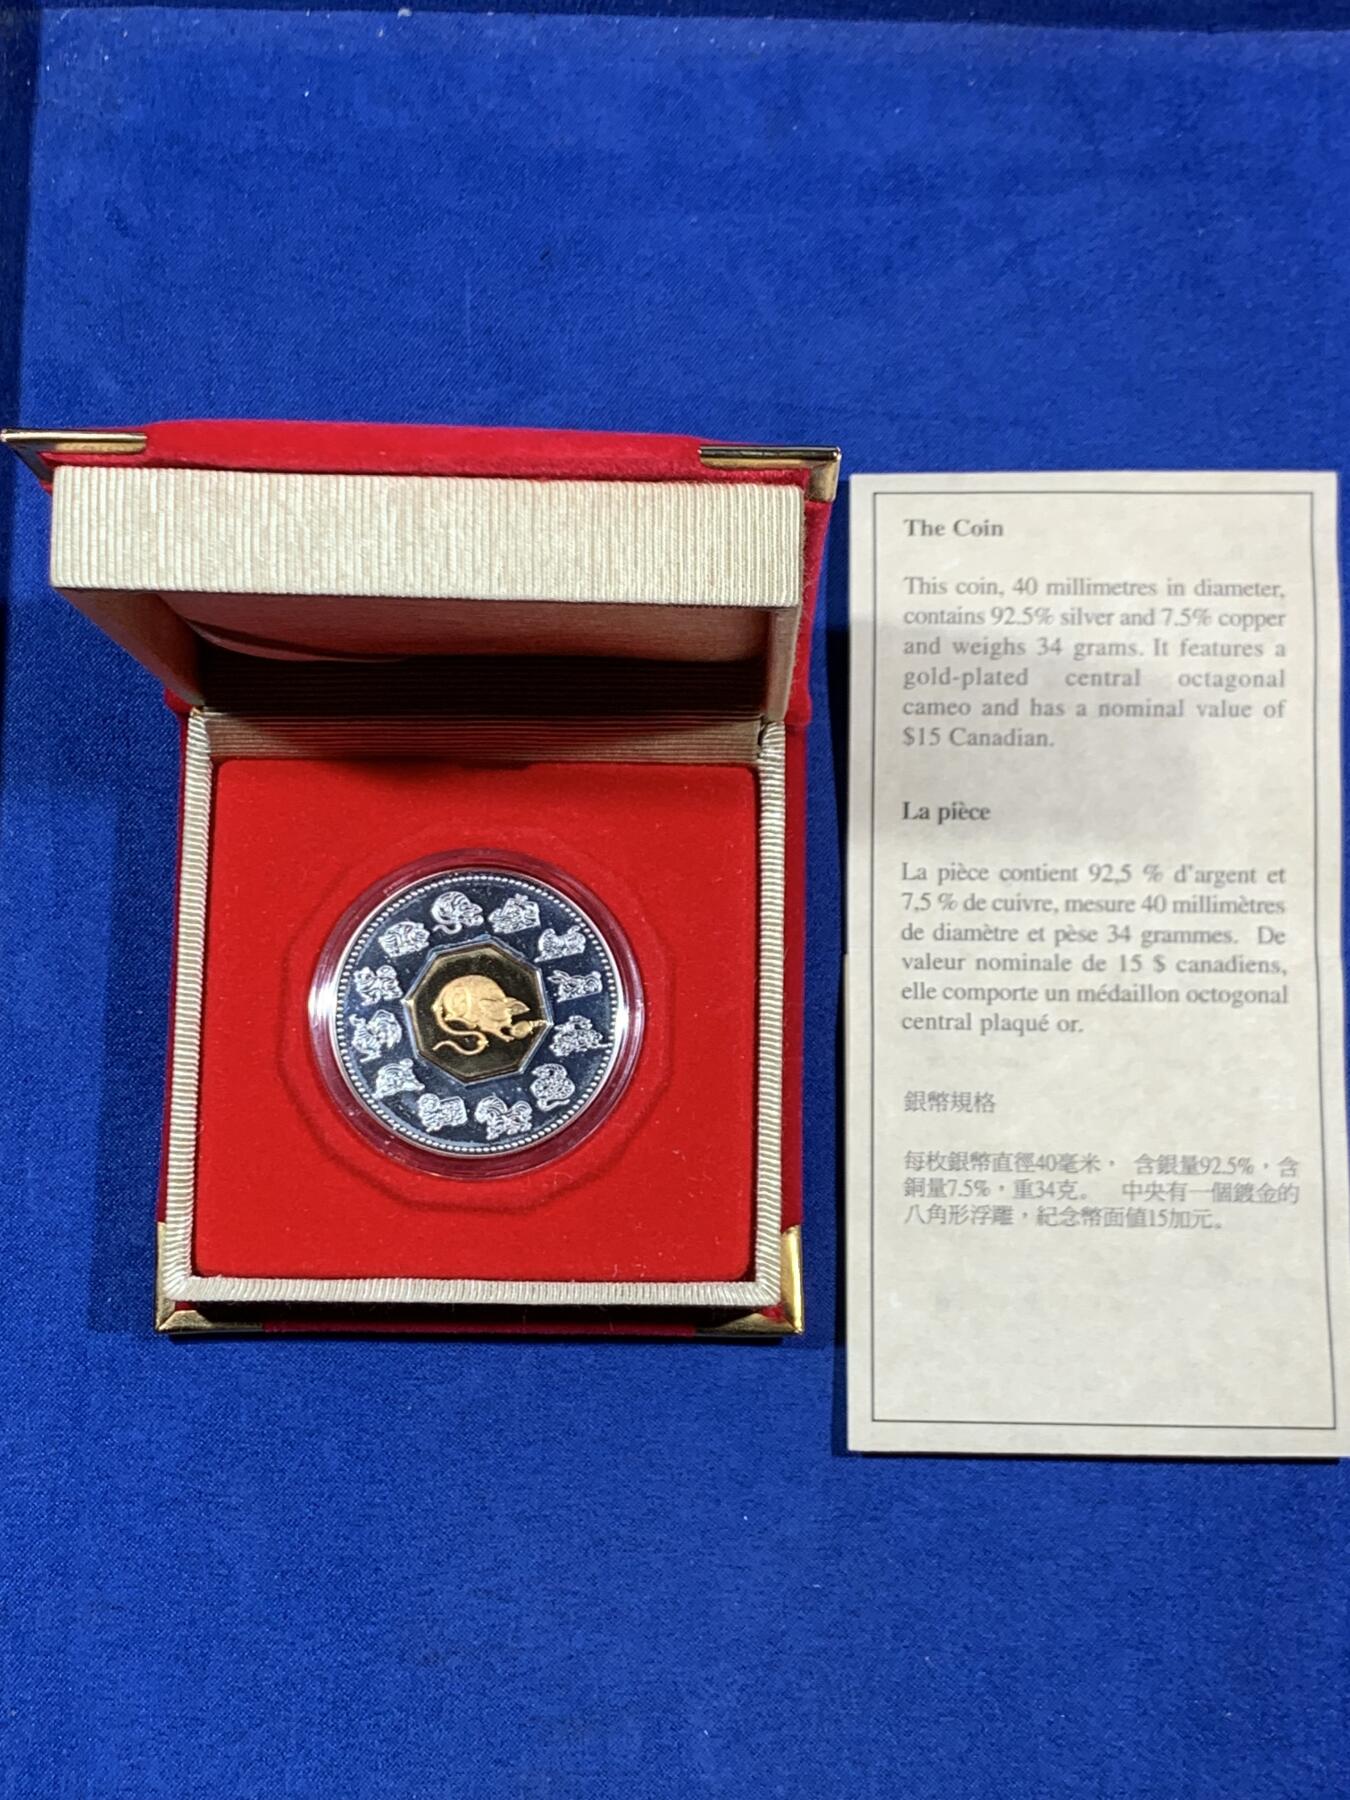 The Coin
This coin, 40 millimetres in diameter,
contains 92.5% silver and 7.5% copper
and weighs 34 grams. It features a
gold-plated central octagonal
cameo and has a nominal value of
$15 Canadian.
La pièce
La pièce contient 92,5 % d'argent et
7,5 % de cuivre, mesure 40 millimètres
de diamètre et pèse 34 grammes. De
valeur nominale de 15 $ canadiens,
elle comporte un médaillon octogonal
central plaqué or.
銀幣規格
每枚銀幣直徑40毫米， 含銀量92.5%，含
銅量7.5%，重34克。 中央有一個鍍金的
八角形浮雕，紀念幣面値15加元。